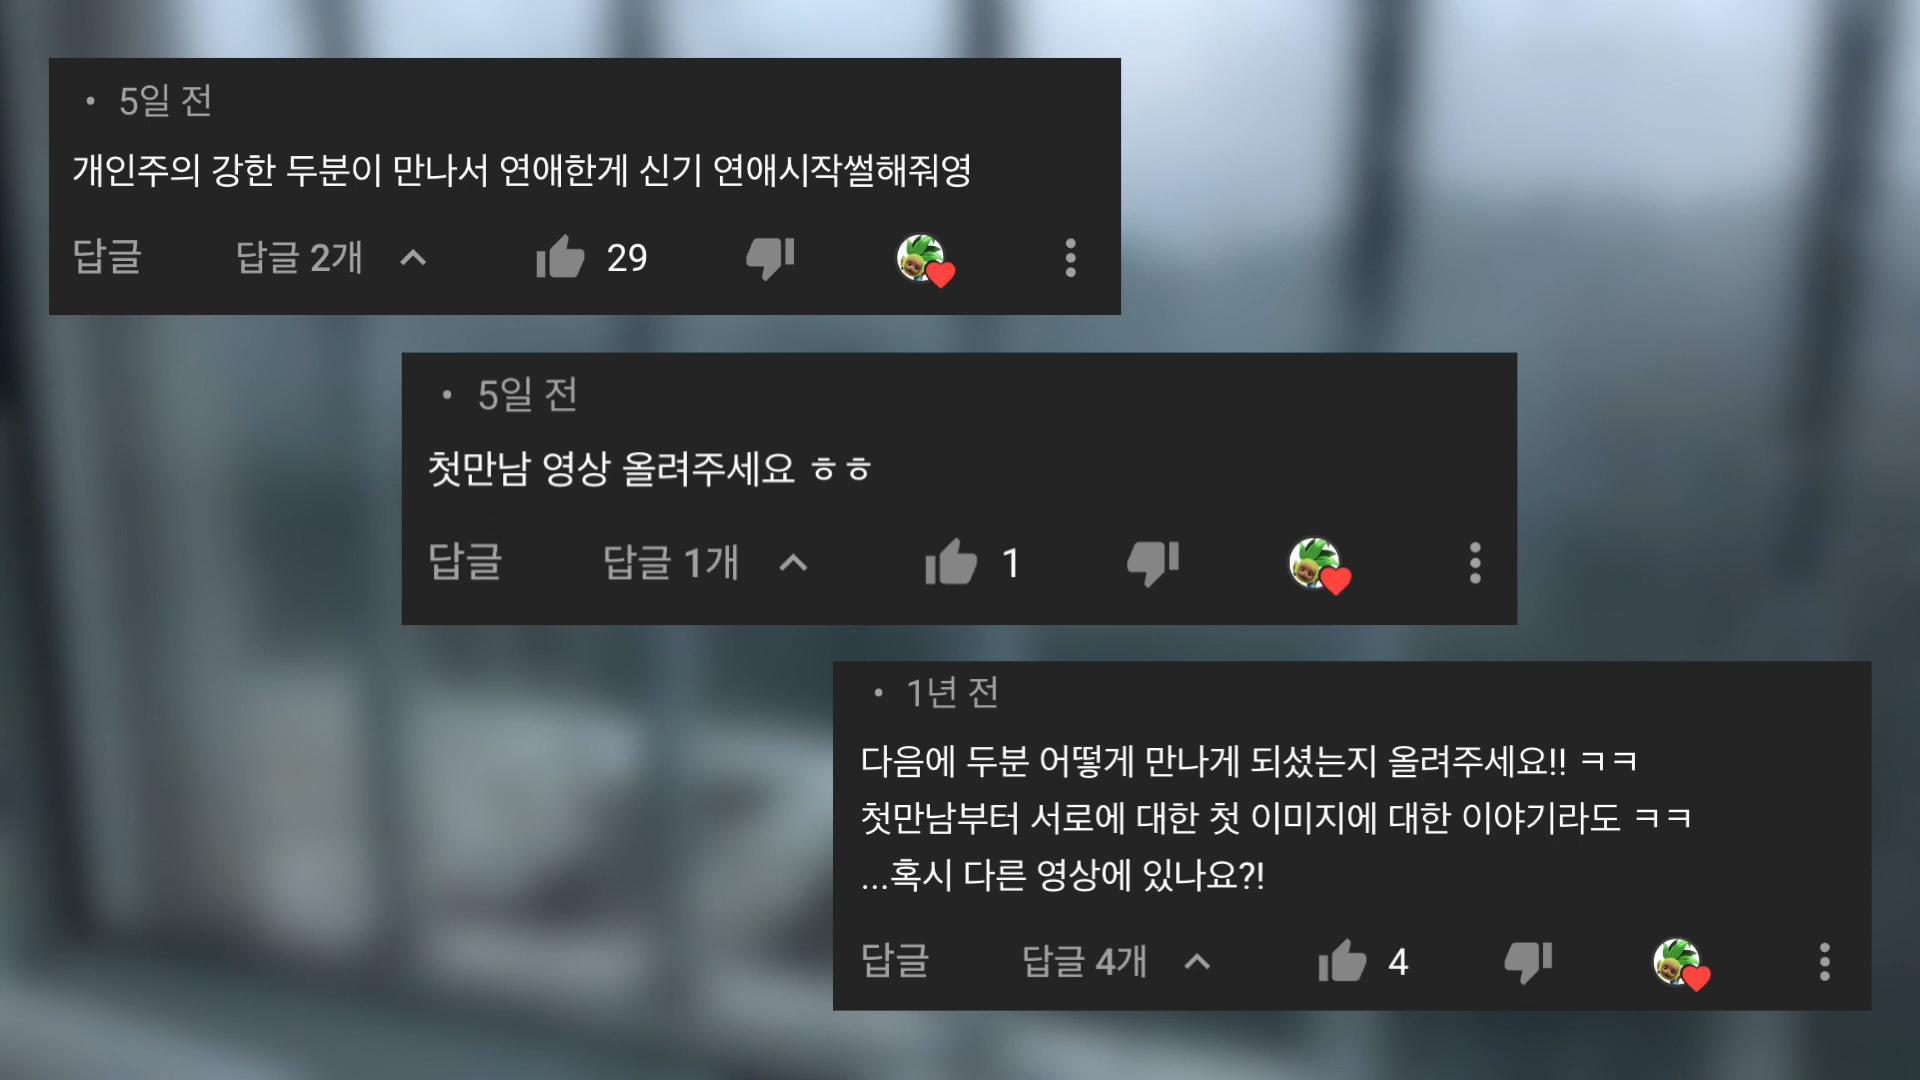 • 5일 전
개인주의 강한 두분이 만나서 연애한게 신기 연애시작썰해줘영
답글 답글 2개 29
• 5일 전
첫만남 영상 올려주세요 ㅎㅎ
답글 답글 1개 1
• 1년 전
다음에 두분 어떻게 만나게 되셨는지 올려주세요!! ㅋㅋ
첫만남부터 서로에 대한 첫 이미지에 대한 이야기라도 ㅋㅋ
...혹시 다른 영상에 있나요?!
답글 답글 4개 4